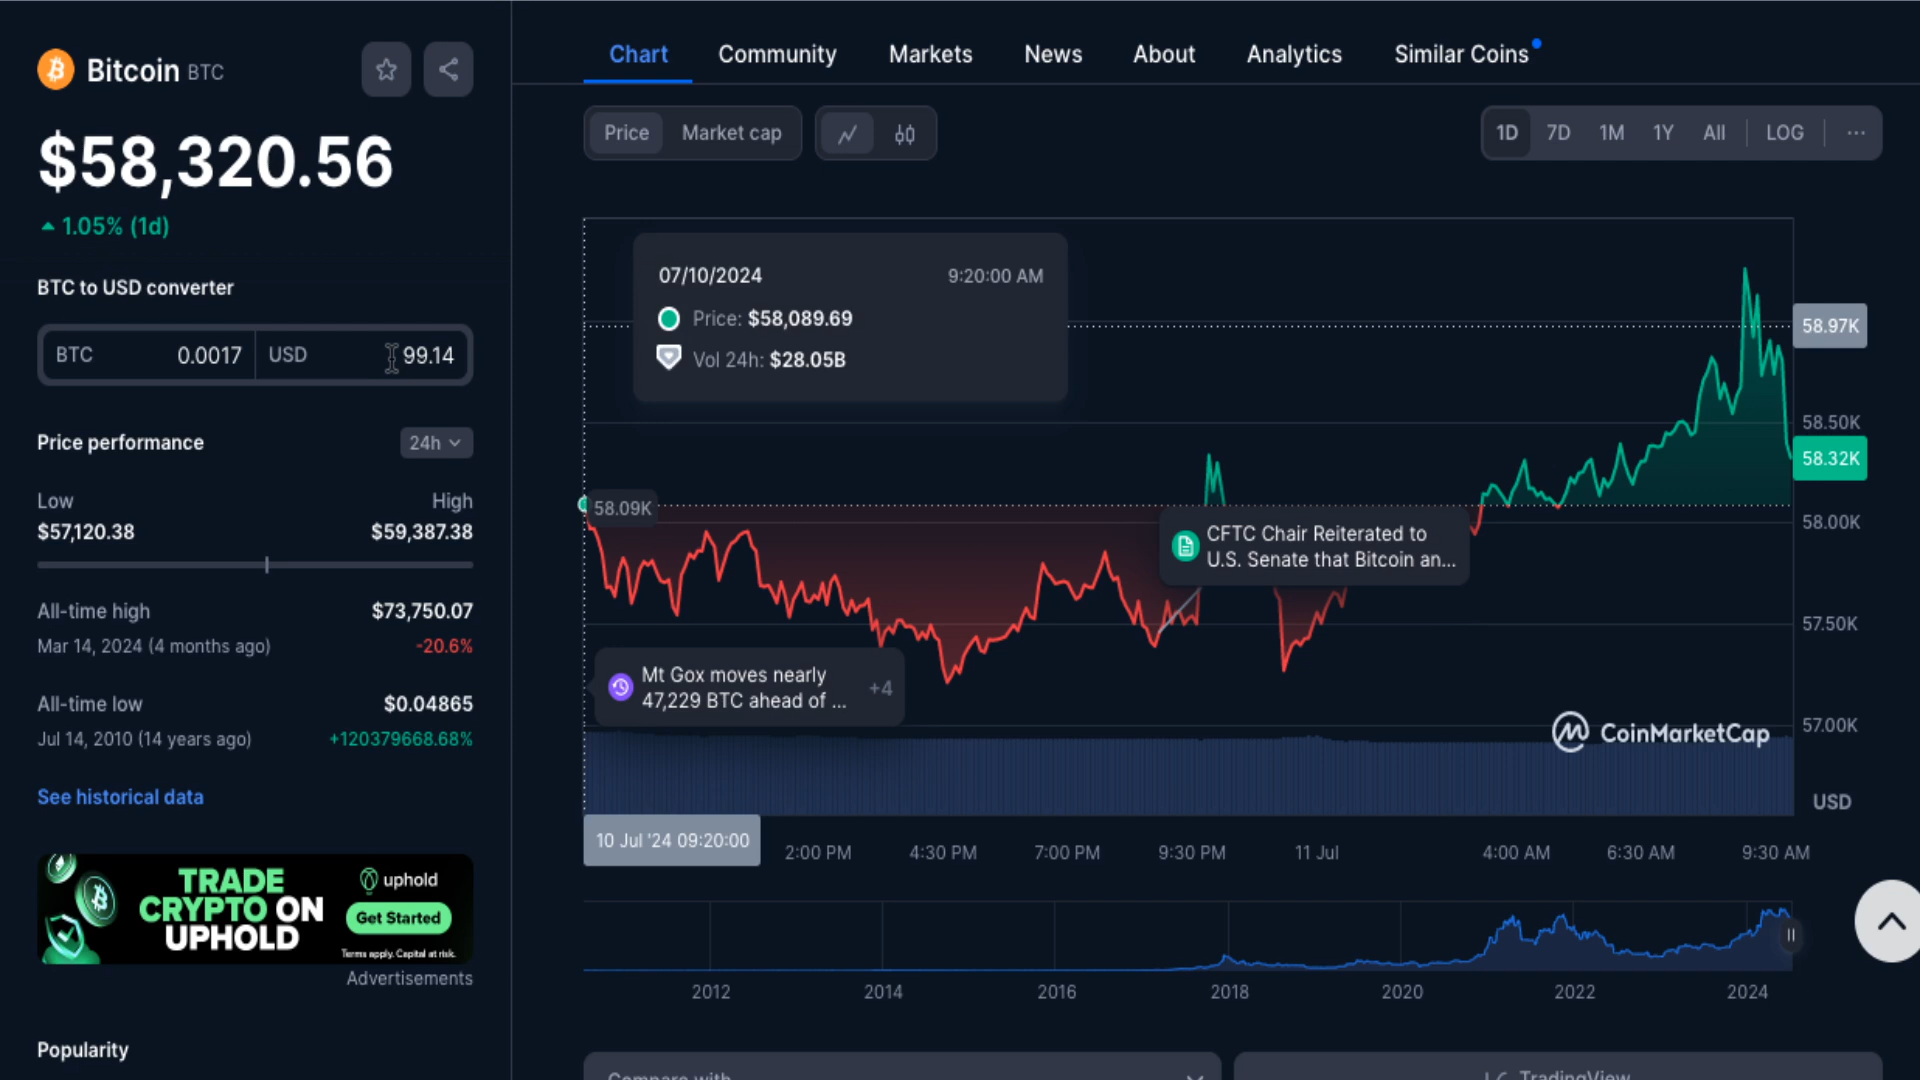 Bitcoin BTC
$58,320.56
1.05% (1d)
BTC to USD converter
BTC 0.0017 USD 99.14
Price performance
24h
Low High
$57,120.38 $59,387.38
All-time high $73,750.07
Mar 14, 2024 (4 months ago) -20.6%
All-time low $0.04865
Jul 14, 2010 (14 years ago) +120379668.68%
See historical data
TRADE
CRYPTO ON
UPHOLD
uphold
Get Started
Terms apply. Capital at risk.
Advertisements
Popularity
Chart Community Markets News About Analytics Similar Coins
Price Market cap
1D 7D 1M 1Y All LOG ...
07/10/2024 9:20:00 AM
Price: $58,089.69
Vol 24h: $28.05B
58.97K
58.50K
58.32K
58.09K
58.00K
CFTC Chair Reiterated to
U.S. Senate that Bitcoin an...
57.50K
Mt Gox moves nearly
47,229 BTC ahead of ...
+4
57.00K
CoinMarketCap
USD
10 Jul '24 09:20:00 2:00 PM 4:30 PM 7:00 PM 9:30 PM 11 Jul 4:00 AM 6:30 AM 9:30 AM
2012 2014 2016 2018 2020 2022 2024
Compare with
TradingView